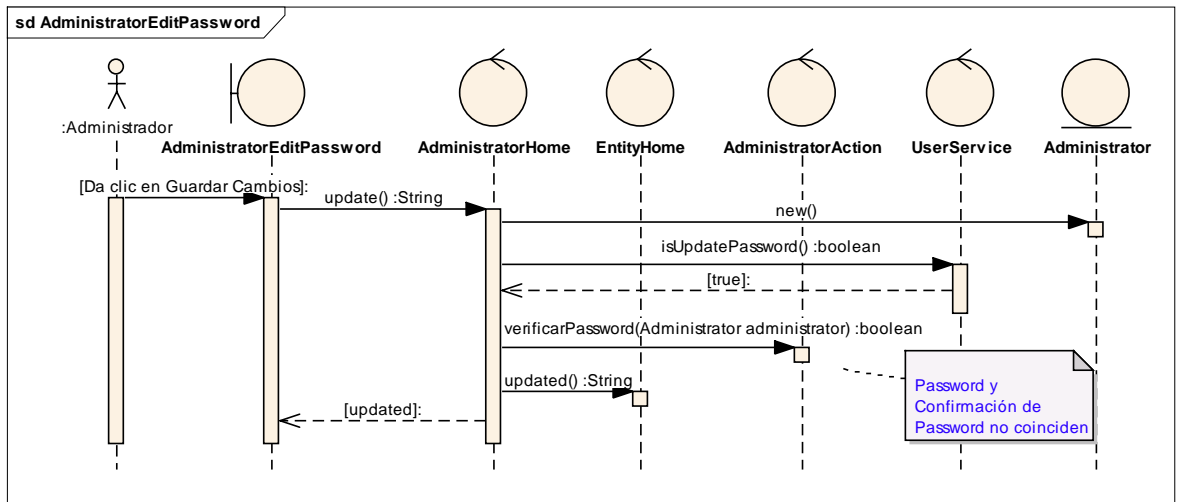 sd AdministratorEditPassword
:Administrador
AdministratorEditPassword
AdministratorHome
EntityHome
AdministratorAction
UserService
Administrator
[Da clic en Guardar Cambios]:
update() :String
new()
isUpdatePassword() :boolean
[true]:
verificarPassword(Administrator administrator) :boolean
Password y
Confirmación de
Password no coinciden
updated() :String
[updated]: